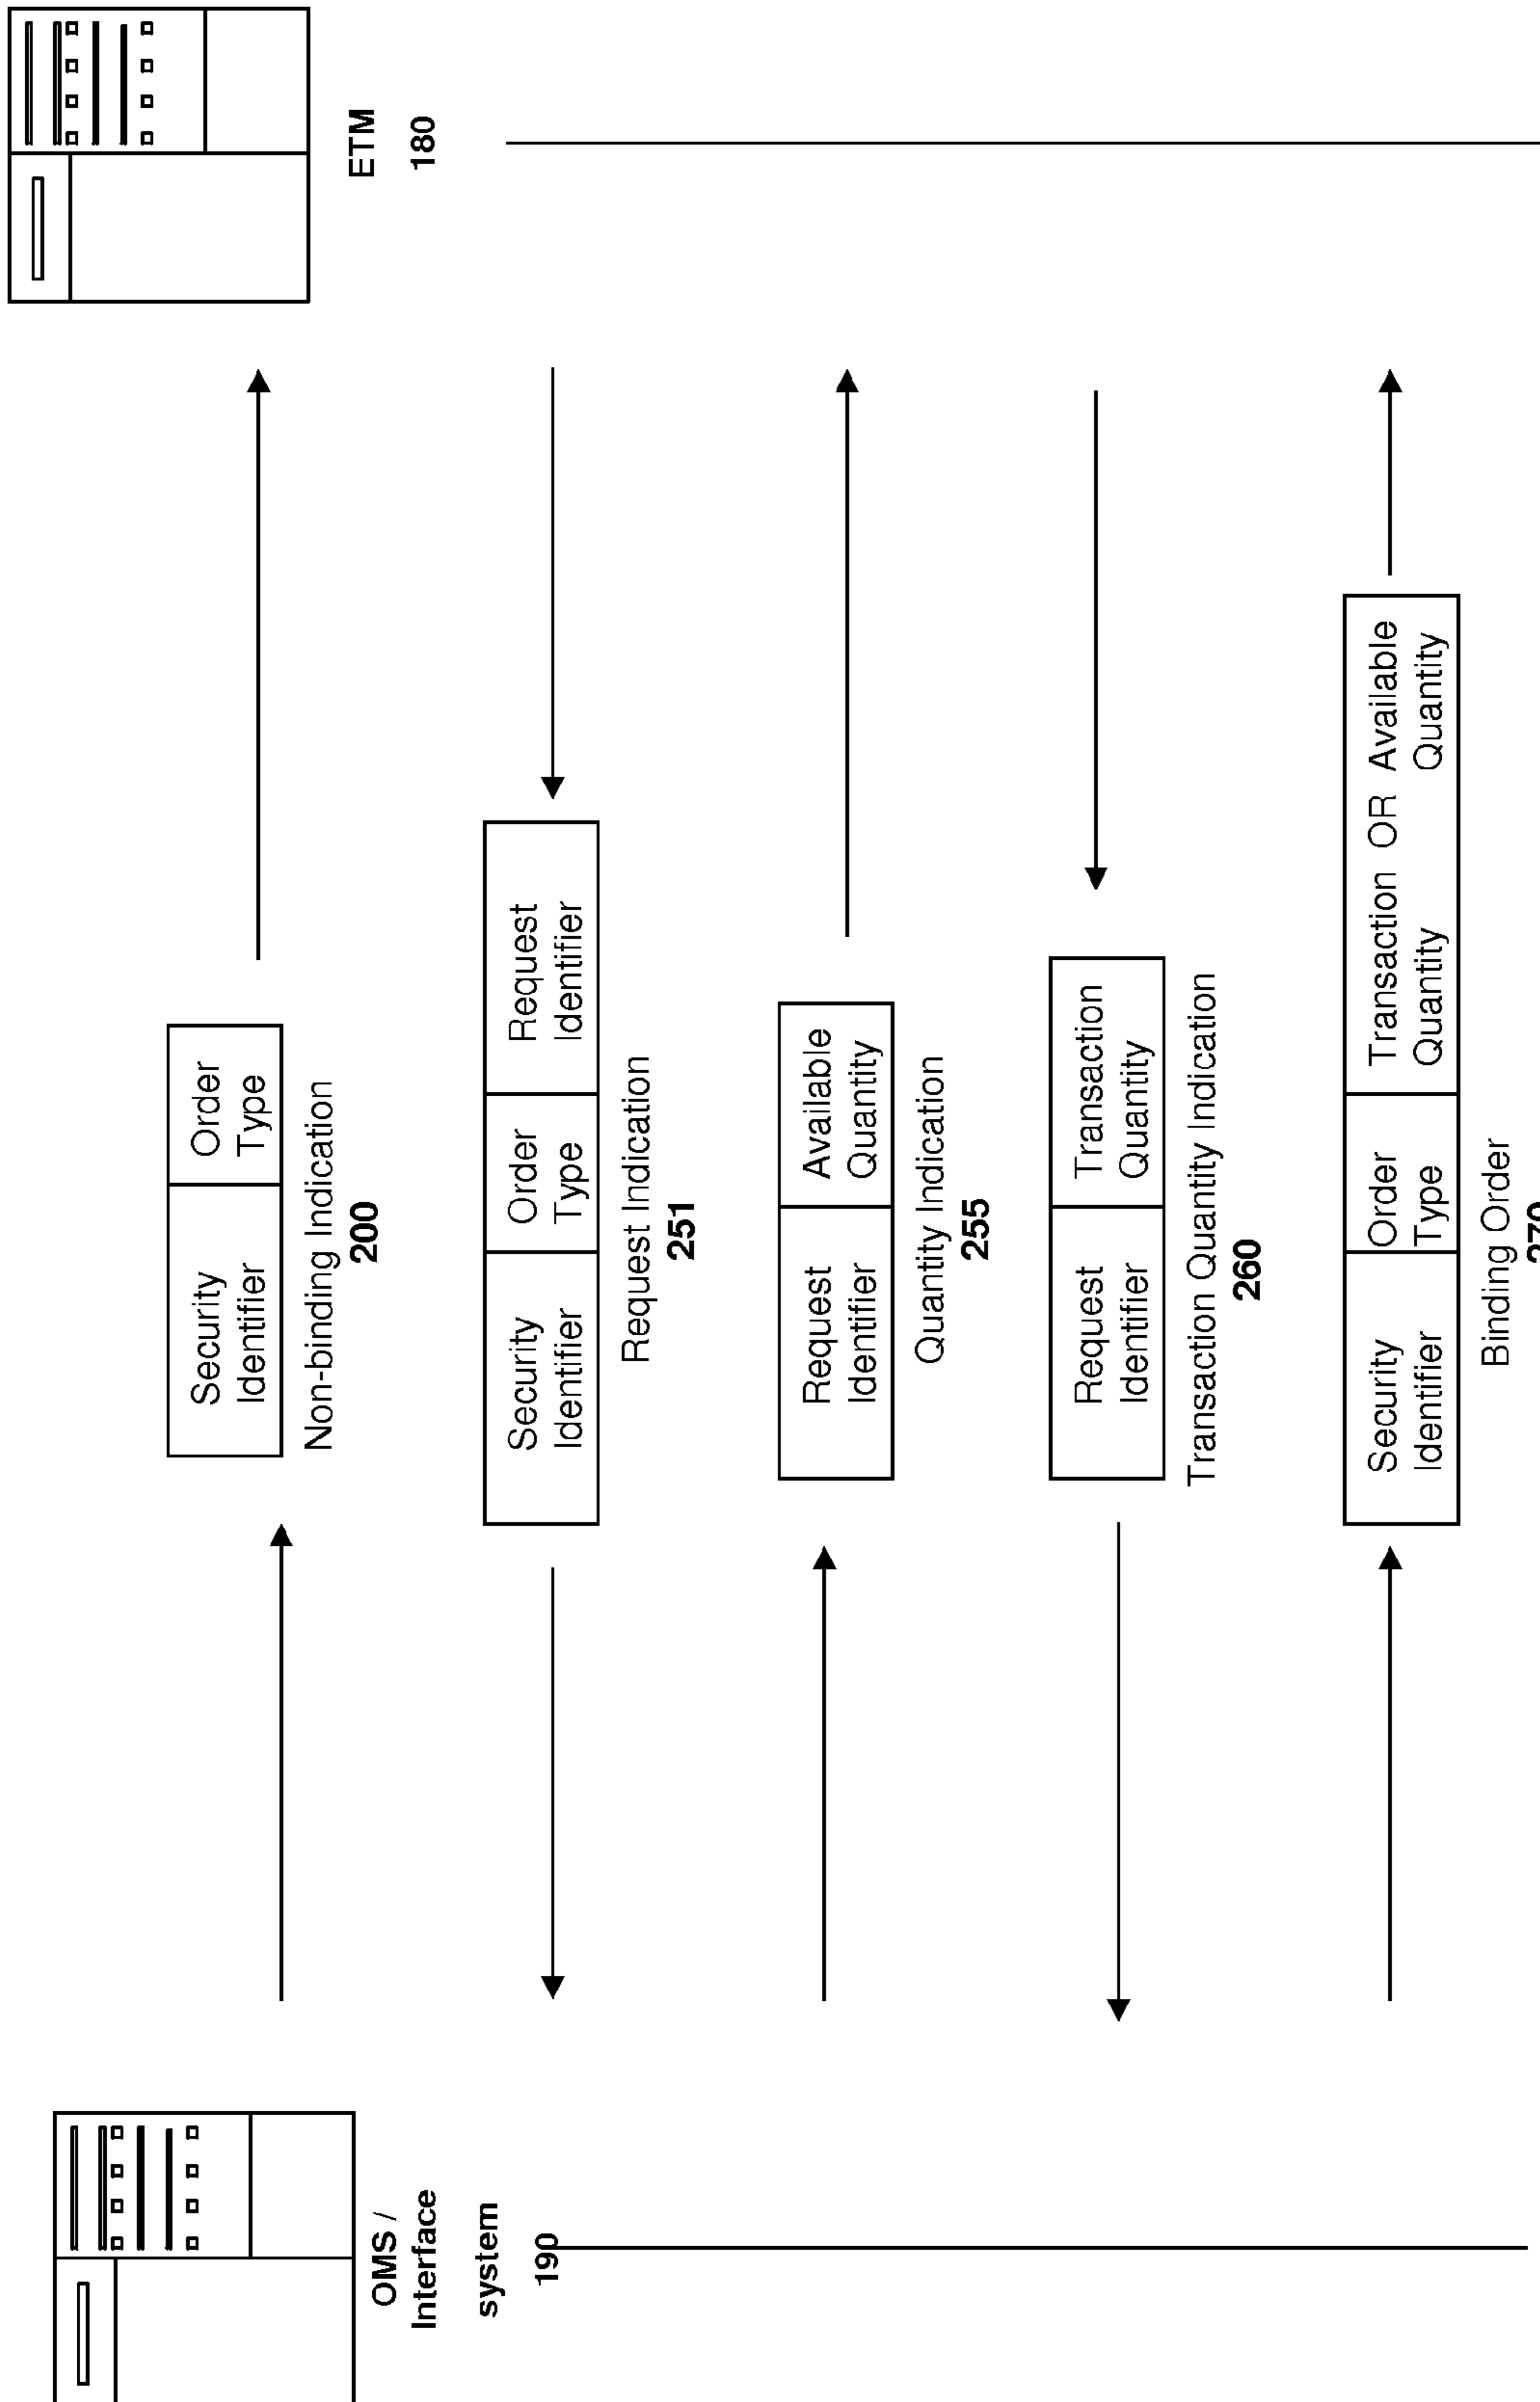 OMS /
Interface
system
190
ETM
180
Security
Identifier
Order
Type
Non-binding Indication
200
Security
Identifier
Order
Type
Request
Identifier
Request Indication
251
Request
Identifier
Available
Quantity
Quantity Indication
255
Request
Identifier
Transaction
Quantity
Transaction Quantity Indication
260
Security
Identifier
Order
Type
Transaction OR Available
Quantity Quantity
Binding Order
270